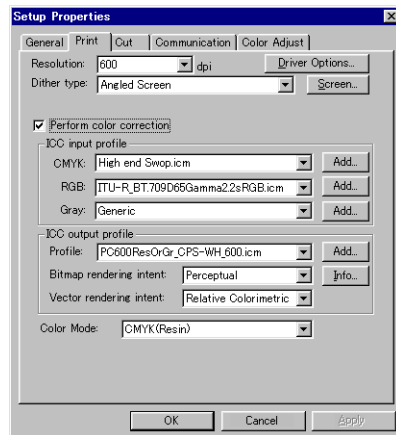 Setup Properties
General Print Cut Communication Color Adjust
Resolution: 600 dpi Driver Options...
Dither type: Angled Screen Screen...
Perform color correction
ICC input profile
CMYK: High end Swop.icm Add...
RGB: ITU-R_BT.709D65Gamma2.2sRGB.icm Add...
Gray: Generic Add...
ICC output profile
Profile: PC600ResOrGr_CPS-WH_600.icm Add...
Bitmap rendering intent: Perceptual Info...
Vector rendering intent: Relative Colorimetric
Color Mode: CMYK(Resin)
OK Cancel Apply